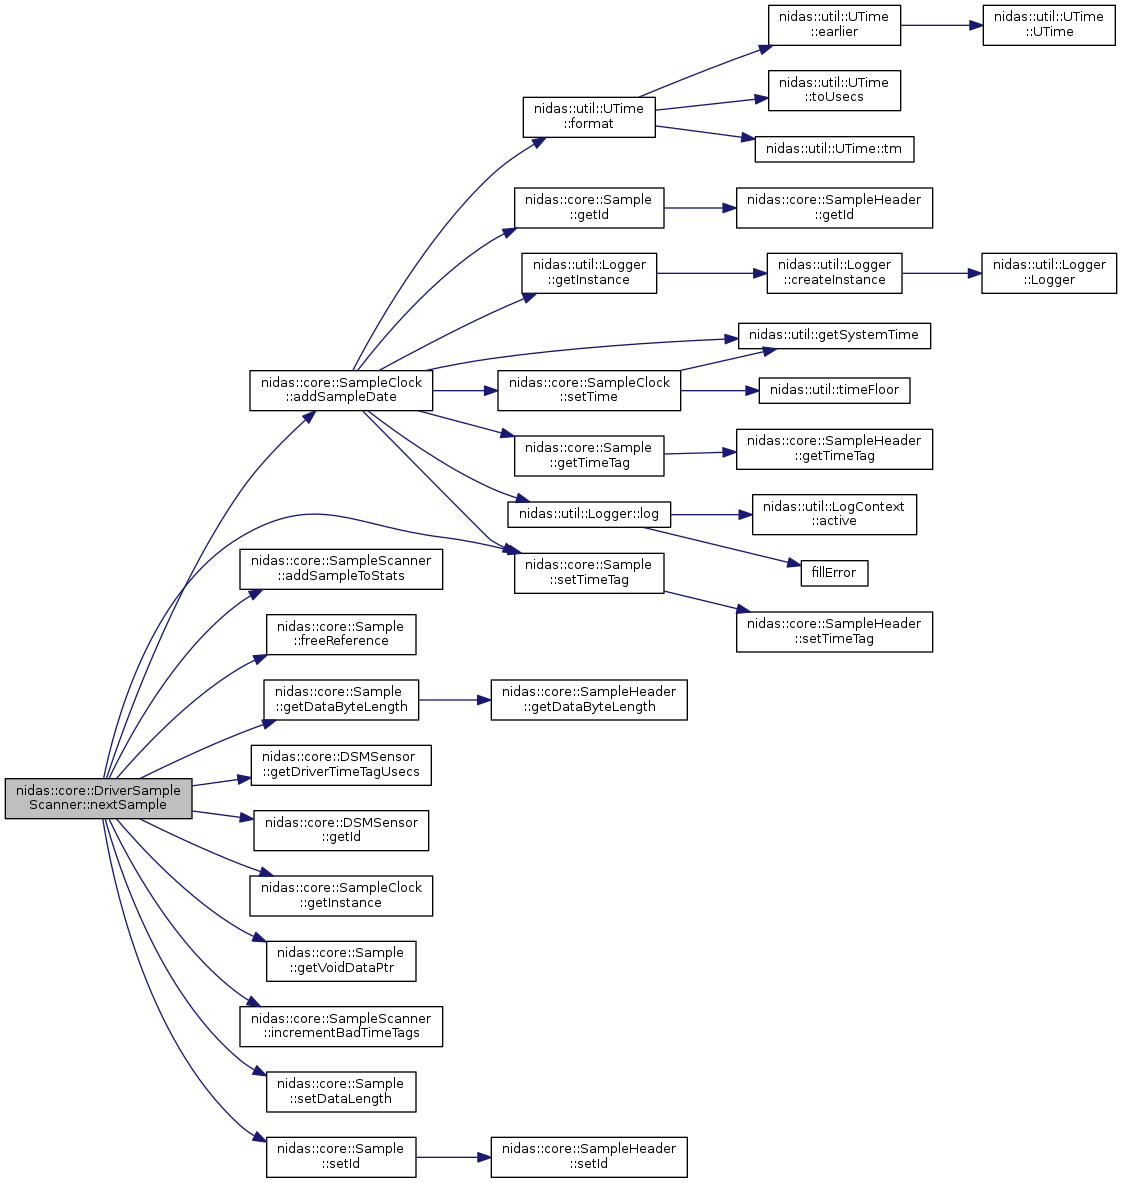 nidas::util::UTime
::earlier
nidas::util::UTime
::UTime
nidas::util::UTime
::toUsecs
nidas::util::UTime
::format
nidas::util::UTime::tm
nidas::core::Sample
::getId
nidas::core::SampleHeader
::getId
nidas::util::Logger
::getInstance
nidas::util::Logger
::createInstance
nidas::util::Logger
::Logger
nidas::util::getSystemTime
nidas::core::SampleClock
::addSampleDate
nidas::core::SampleClock
::setTime
nidas::util::timeFloor
nidas::core::Sample
::getTimeTag
nidas::core::SampleHeader
::getTimeTag
nidas::util::Logger::log
nidas::util::LogContext
::active
nidas::core::SampleScanner
::addSampleToStats
nidas::core::Sample
::setTimeTag
fillError
nidas::core::Sample
::freeReference
nidas::core::SampleHeader
::setTimeTag
nidas::core::Sample
::getDataByteLength
nidas::core::SampleHeader
::getDataByteLength
nidas::core::DSMSensor
::getDriverTimeTagUsecs
nidas::core::DriverSample
Scanner::nextSample
nidas::core::DSMSensor
::getId
nidas::core::SampleClock
::getInstance
nidas::core::Sample
::getVoidDataPtr
nidas::core::SampleScanner
::incrementBadTimeTags
nidas::core::Sample
::setDataLength
nidas::core::Sample
::setId
nidas::core::SampleHeader
::setId